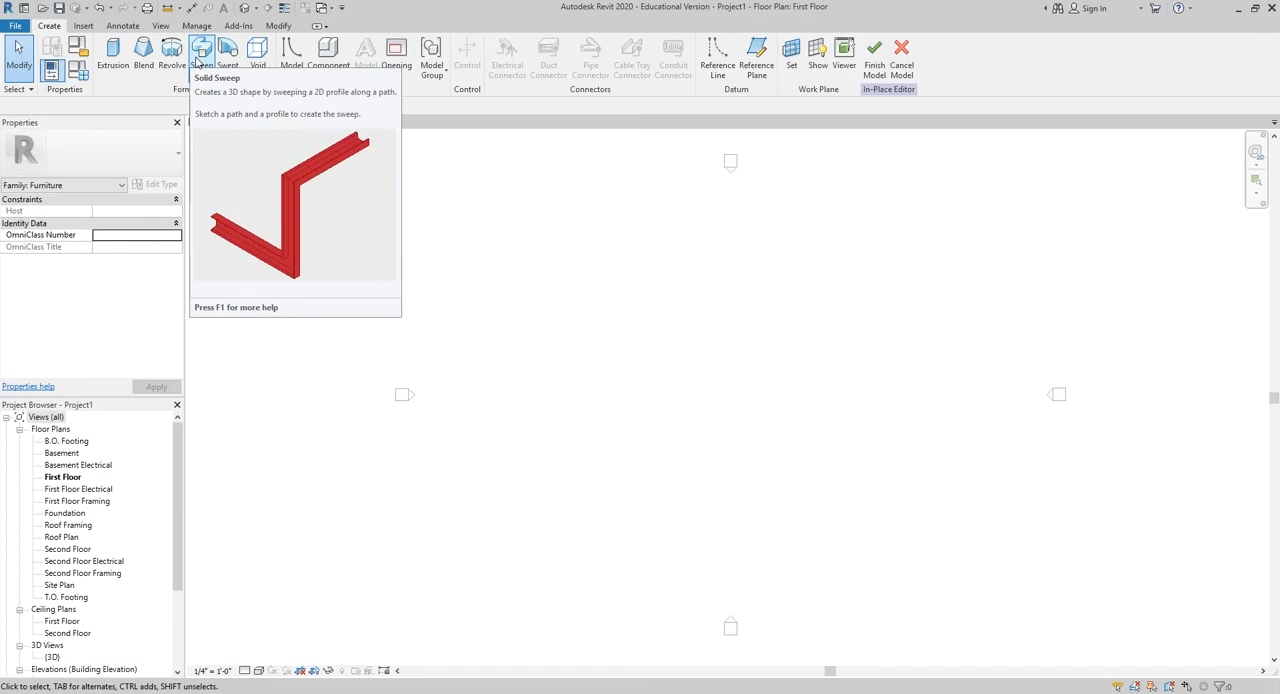 Autodesk Revit 2020 - Educational Version - Project1 - Floor Plan: First Floor
Sign In
File Create Insert Annotate View Manage Add-Ins Modify
Modify Extrusion Blend Revolve Sweep Swept Void Model Component Model Opening Model Group Control Electrical Connector Duct Connector Pipe Connector Cable Tray Connector Conduit Connector Reference Line Reference Plane Set Show Viewer Finish Model Cancel Model
Select Properties Control Connectors Datum Work Plane In-Place Editor
Solid Sweep
Creates a 3D shape by sweeping a 2D profile along a path.
Sketch a path and a profile to create the sweep.
Press F1 for more help
Properties
Family: Furniture Edit Type
Constraints
Host
Identity Data
OmniClass Number
OmniClass Title
Properties help Apply
Project Browser - Project1
Views (all)
Floor Plans
B.O. Footing
Basement
Basement Electrical
First Floor
First Floor Electrical
First Floor Framing
Foundation
Roof Framing
Roof Plan
Second Floor
Second Floor Electrical
Second Floor Framing
Site Plan
T.O. Footing
Ceiling Plans
First Floor
Second Floor
3D Views
{3D}
Elevations (Building Elevation)
1/4" = 1'-0"
Click to select, TAB for alternates, CTRL adds, SHIFT unselects.
:0